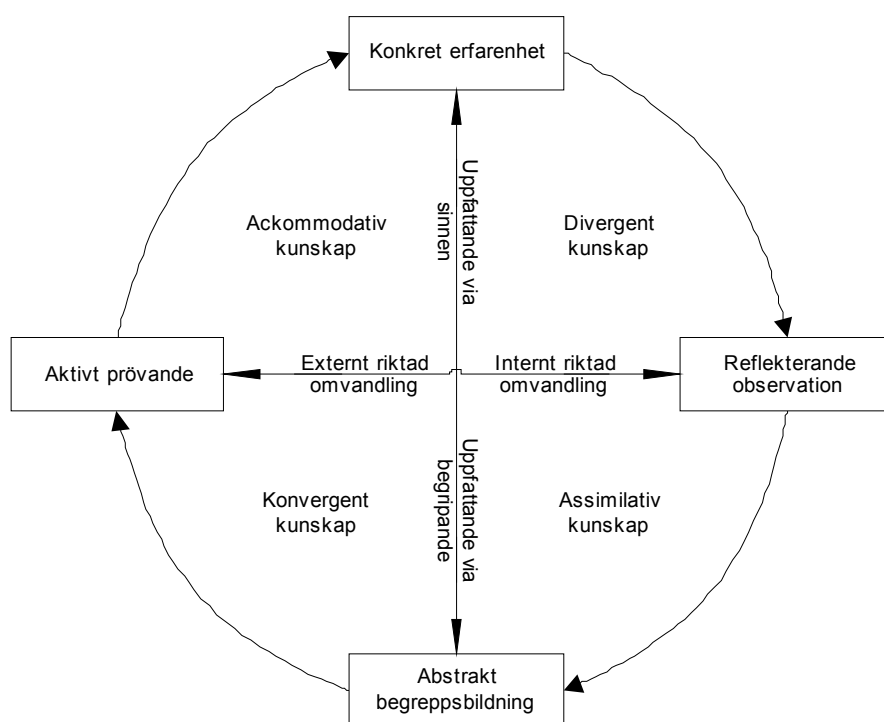 Konkret erfarenhet
Uppfattande via
sinnen
Ackommodativ
kunskap
Divergent
kunskap
Aktivt prövande
Externt riktad
omvandling
Internt riktad
omvandling
Reflekterande
observation
Uppfattande via
begripande
Konvergent
kunskap
Assimilativ
kunskap
Abstrakt
begreppsbildning